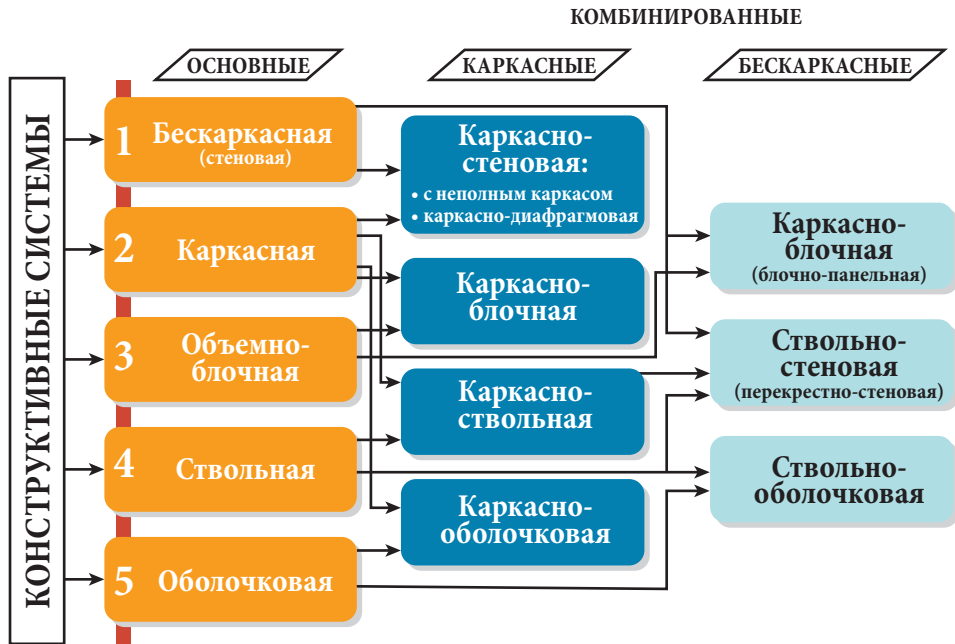 КОМБИНИРОВАННЫЕ
ОСНОВНЫЕ
КАРКАСНЫЕ
БЕСКАРКАСНЫЕ
КОНСТРУКТИВНЫЕ СИСТЕМЫ
1
Бескаркасная
(стеновая)
2
Каркасная
3
Объемно-
блочная
4
Ствольная
5
Оболочковая
Каркасно-
стеновая:
• с неполным каркасом
• каркасно-диафрагмовая
Каркасно-
блочная
Каркасно-
ствольная
Каркасно-
оболочковая
Каркасно-
блочная
(блочно-панельная)
Ствольно-
стеновая
(перекрестно-стеновая)
Ствольно-
оболочковая